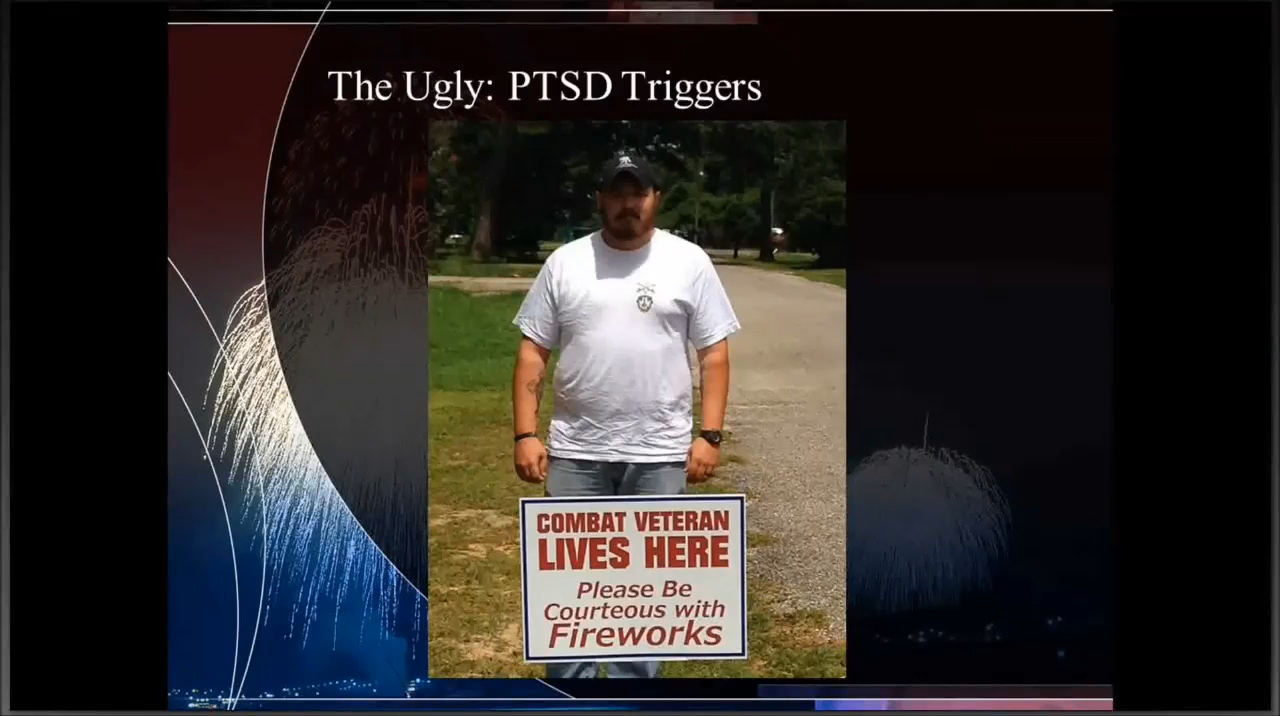 The Ugly: PTSD Triggers
COMBAT VETERAN
LIVES HERE
Please Be
Courteous with
Fireworks